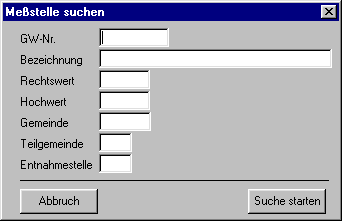 Meßstelle suchen
GW-Nr.
Bezeichnung
Rechtswert
Hochwert
Gemeinde
Teilgemeinde
Entnahmestelle
Abbruch Suche starten